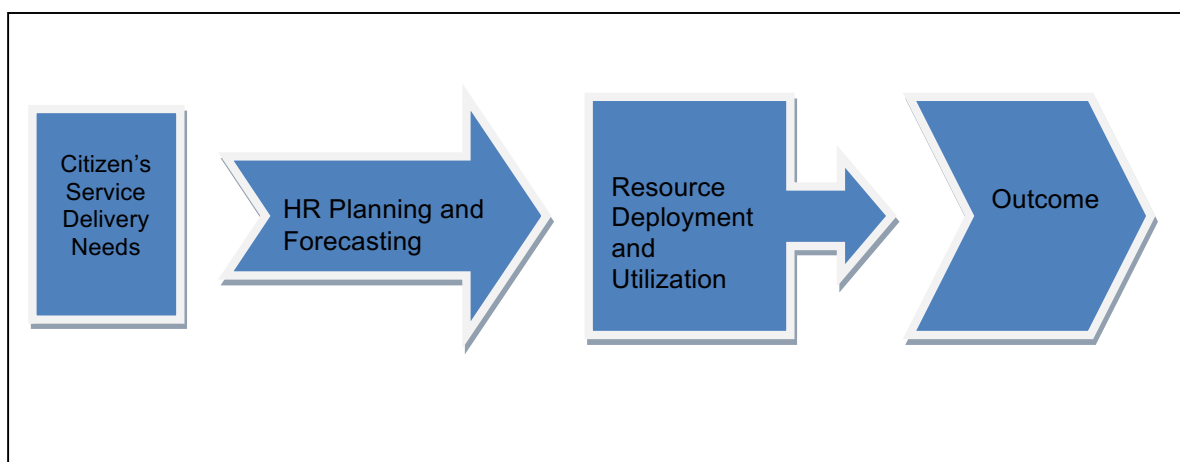 Citizen’s
Service
Delivery
Needs
HR Planning and
Forecasting
Resource
Deployment
and
Utilization
Outcome